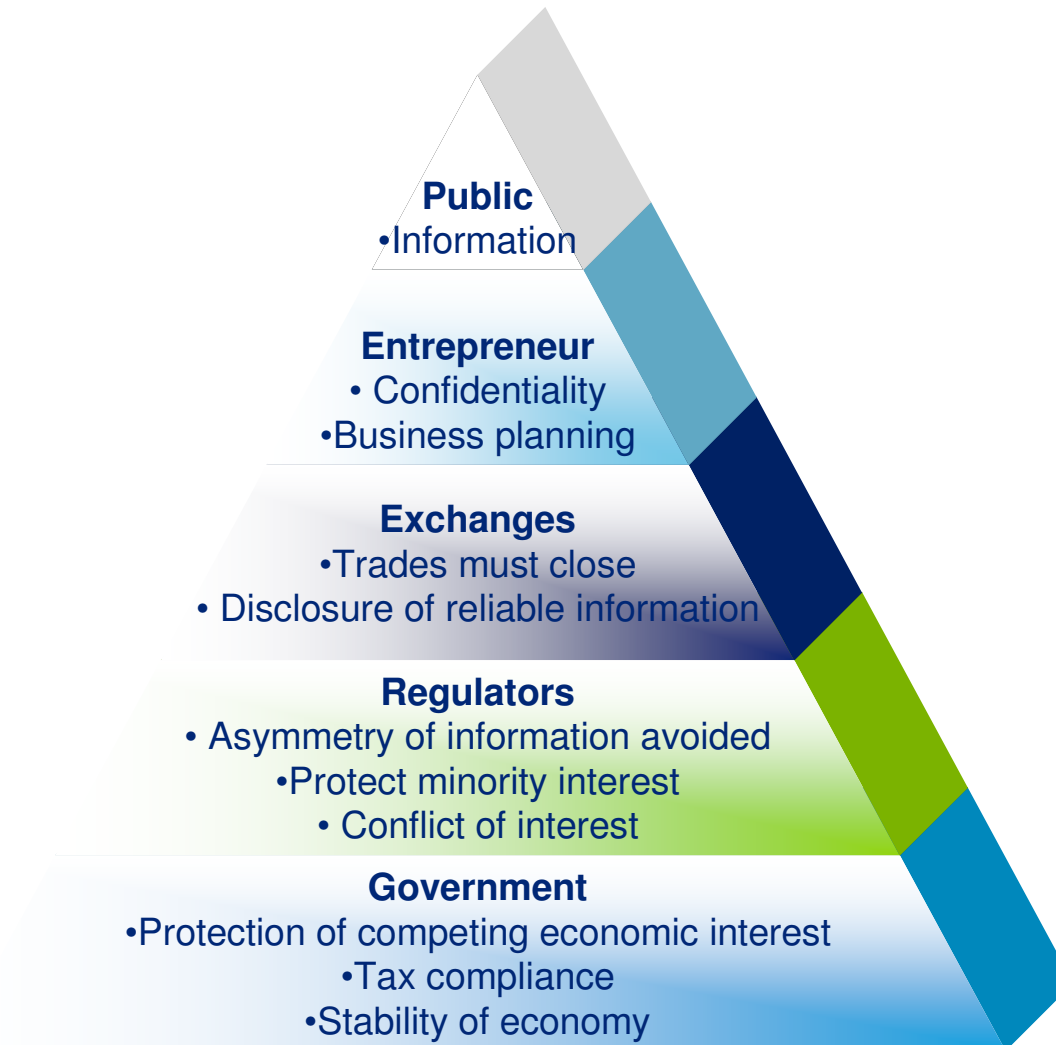 Public
•Information
Entrepreneur
• Confidentiality
•Business planning
Exchanges
•Trades must close
• Disclosure of reliable information
Regulators
• Asymmetry of information avoided
•Protect minority interest
• Conflict of interest
Government
•Protection of competing economic interest
•Tax compliance
•Stability of economy